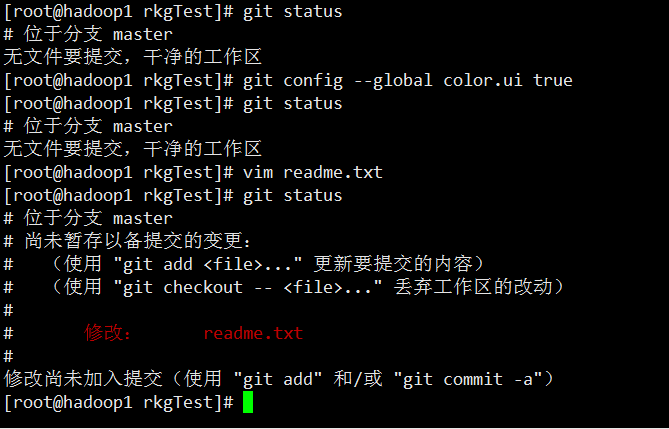 [root@hadoop1 rkgTest]# git status
# 位于分支 master
无文件要提交，干净的工作区
[root@hadoop1 rkgTest]# git config --global color.ui true
[root@hadoop1 rkgTest]# git status
# 位于分支 master
无文件要提交，干净的工作区
[root@hadoop1 rkgTest]# vim readme.txt
[root@hadoop1 rkgTest]# git status
# 位于分支 master
# 尚未暂存以备提交的变更：
#   （使用 "git add <file>..." 更新要提交的内容）
#   （使用 "git checkout -- <file>..." 丢弃工作区的改动）
#
#       修改：      readme.txt
#
修改尚未加入提交（使用 "git add" 和/或 "git commit -a"）
[root@hadoop1 rkgTest]#